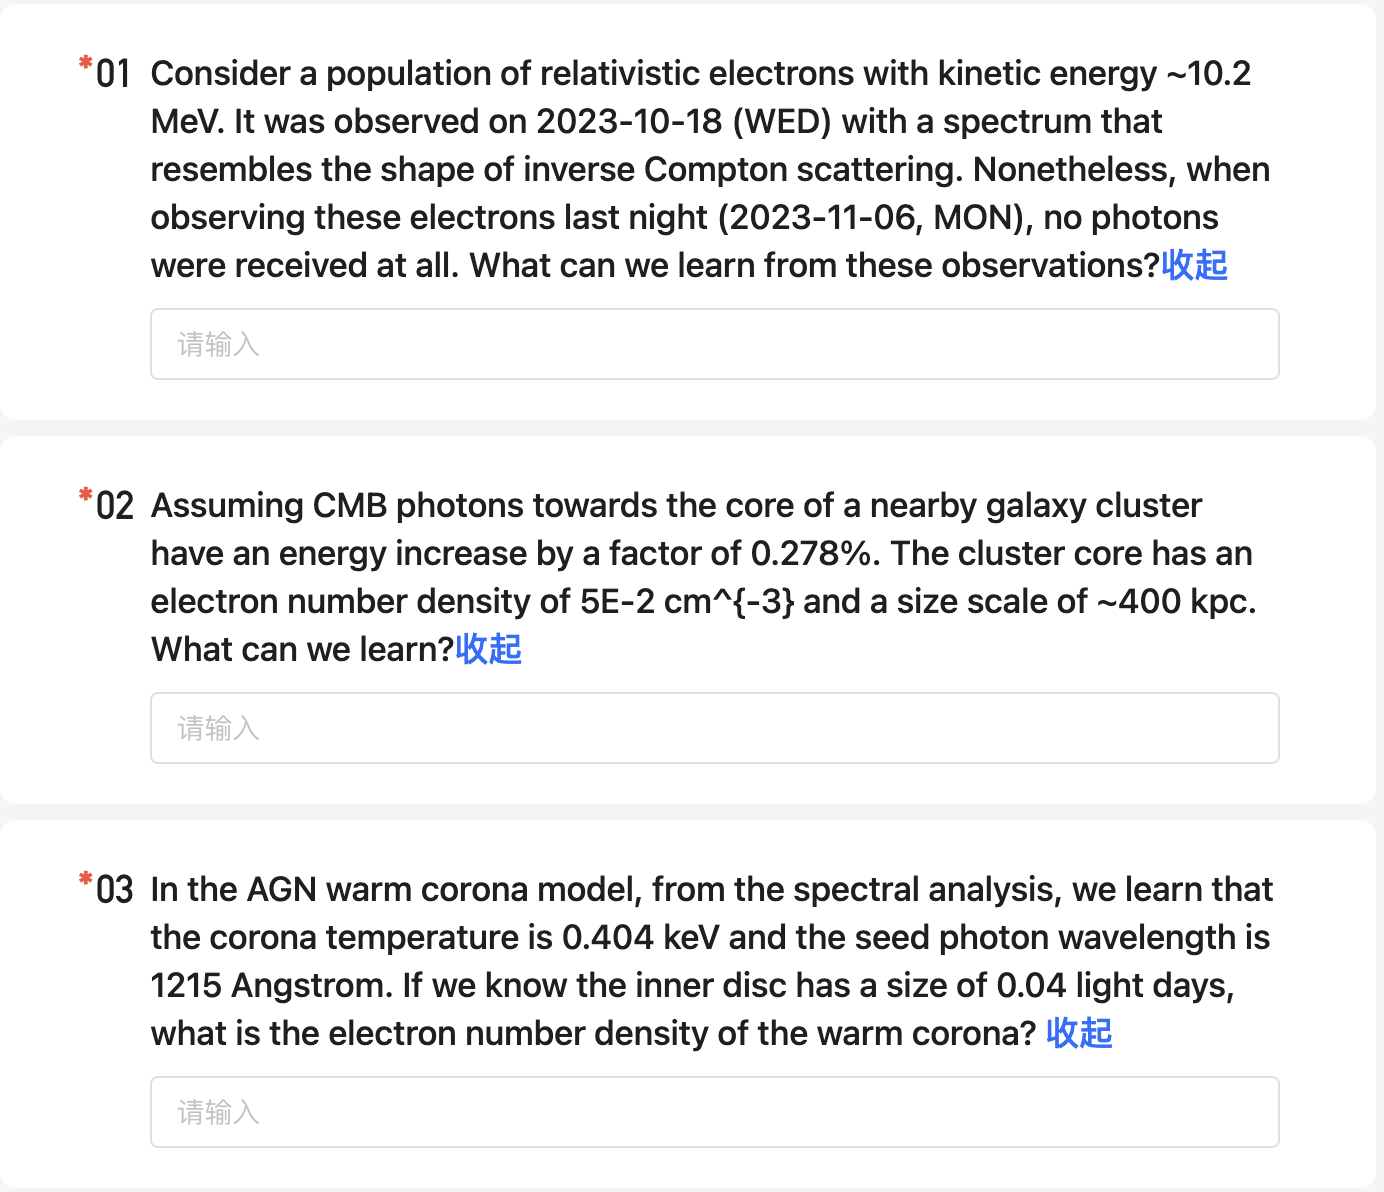 *01 Consider a population of relativistic electrons with kinetic energy ~10.2
MeV. It was observed on 2023-10-18 (WED) with a spectrum that
resembles the shape of inverse Compton scattering. Nonetheless, when
observing these electrons last night (2023-11-06, MON), no photons
were received at all. What can we learn from these observations?收起
请输入
*02 Assuming CMB photons towards the core of a nearby galaxy cluster
have an energy increase by a factor of 0.278%. The cluster core has an
electron number density of 5E-2 cm^{-3} and a size scale of ~400 kpc.
What can we learn?收起
请输入
*03 In the AGN warm corona model, from the spectral analysis, we learn that
the corona temperature is 0.404 keV and the seed photon wavelength is
1215 Angstrom. If we know the inner disc has a size of 0.04 light days,
what is the electron number density of the warm corona? 收起
请输入